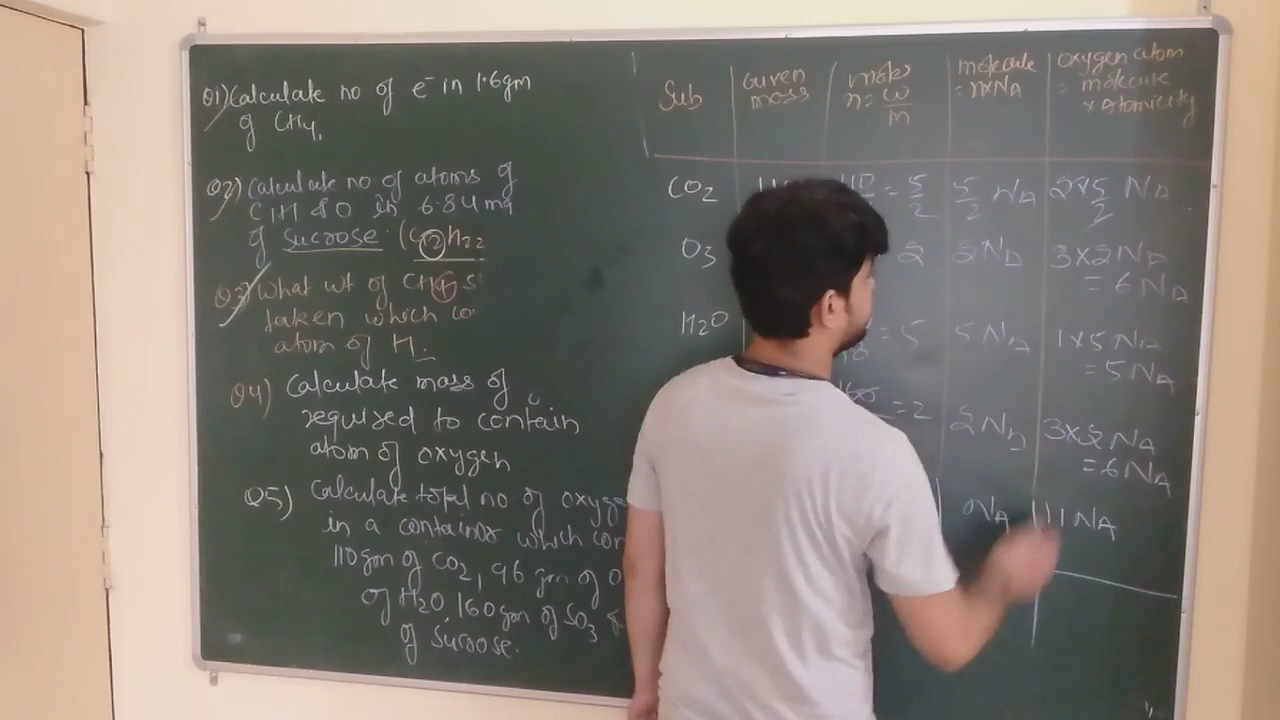 Q1) Calculate no of e⁻ in 1.6gm
of CH4.
Q2) Calculate no of atoms of
C, H & O in 6.84 mg
of sucrose (C12H22
Q3) What wt of CH4 s
taken which co
atom of H.
Q4) Calculate mass of
required to contain
atom of oxygen
Q5) Calculate total no of oxyge
in a container which con
110gm of CO2, 96 gm of O
of H2O, 160gm of SO3 &
of sucrose.
Sub
Given mass
moles n = w/m
molecule = n×NA
oxygen atom = molecule × Atomicity
CO2 110 = 5/2 5/2 NA 2×5/2 NA
O3 = 2 2NA 3×2NA
= 6NA
H2O 18 = 5 5NA 1×5NA
= 5NA
160 = 2 2NA 3×2NA
= 6NA
NA 11NA